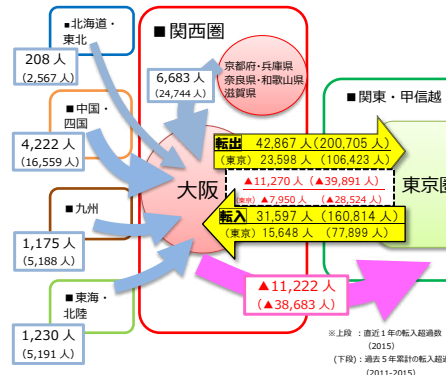 ■北海道・
東北
208 人
(2,567 人)
■中国・
四国
4,222 人
(16,559 人)
■九州
1,175 人
(5,188 人)
■東海・
北陸
1,230 人
(5,191 人)
■関西圏
京都府・兵庫県
奈良県・和歌山県
滋賀県
6,683 人
(24,744 人)
大阪
■関東・甲信越
東京圏
転出 42,867 人(200,705 人)
(東京) 23,598 人 (106,423 人)
▲11,270 人 (▲39,891 人)
(東京) ▲7,950 人 (▲28,524 人)
転入 31,597 人 (160,814 人)
(東京) 15,648 人 (77,899 人)
▲11,222 人
(▲38,683 人)
※上段 : 直近1年の転入超過数
(2015)
(下段) : 過去5年累計の転入超過
(2011-2015)